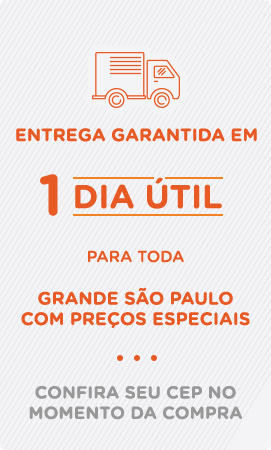 ENTREGA GARANTIDA EM
1 DIA ÚTIL
PARA TODA
GRANDE SÃO PAULO
COM PREÇOS ESPECIAIS
• • •
CONFIRA SEU CEP NO
MOMENTO DA COMPRA